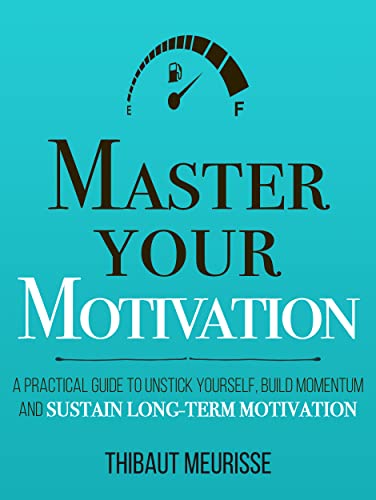 E F
MASTER
YOUR
MOTIVATION
A PRACTICAL GUIDE TO UNSTICK YOURSELF, BUILD MOMENTUM
AND SUSTAIN LONG-TERM MOTIVATION
THIBAUT MEURISSE